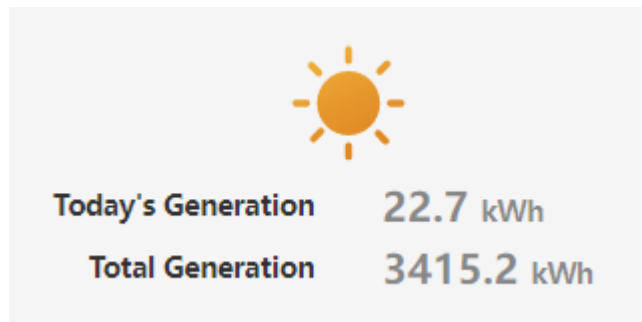 Today's Generation 22.7 kWh
Total Generation 3415.2 kWh